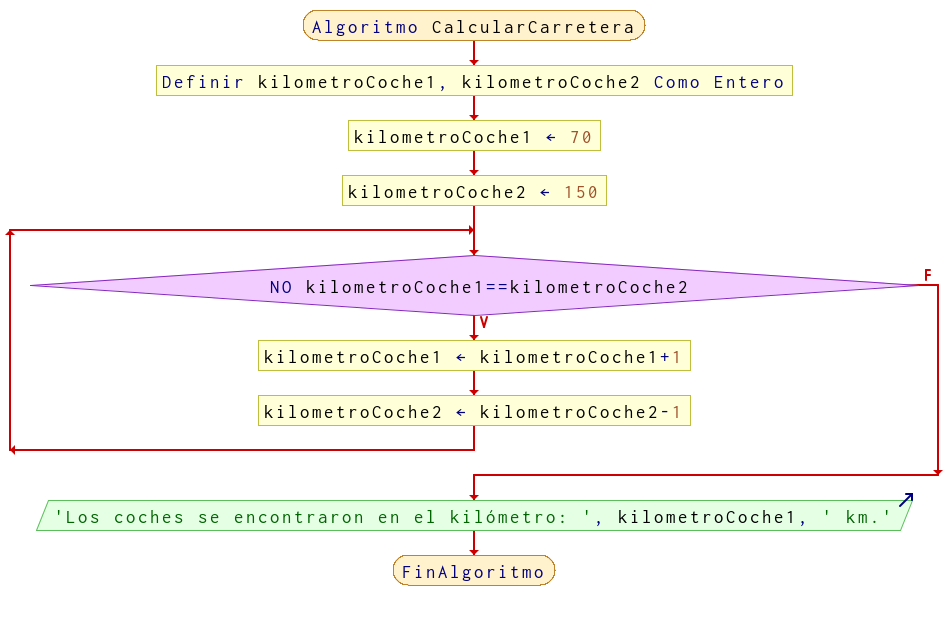 Algoritmo CalcularCarretera
Definir kilometroCoche1, kilometroCoche2 Como Entero
kilometroCoche1 ← 70
kilometroCoche2 ← 150
F
NO kilometroCoche1==kilometroCoche2
V
kilometroCoche1 ← kilometroCoche1+1
kilometroCoche2 ← kilometroCoche2-1
'Los coches se encontraron en el kilómetro: ', kilometroCoche1, ' km.'
FinAlgoritmo